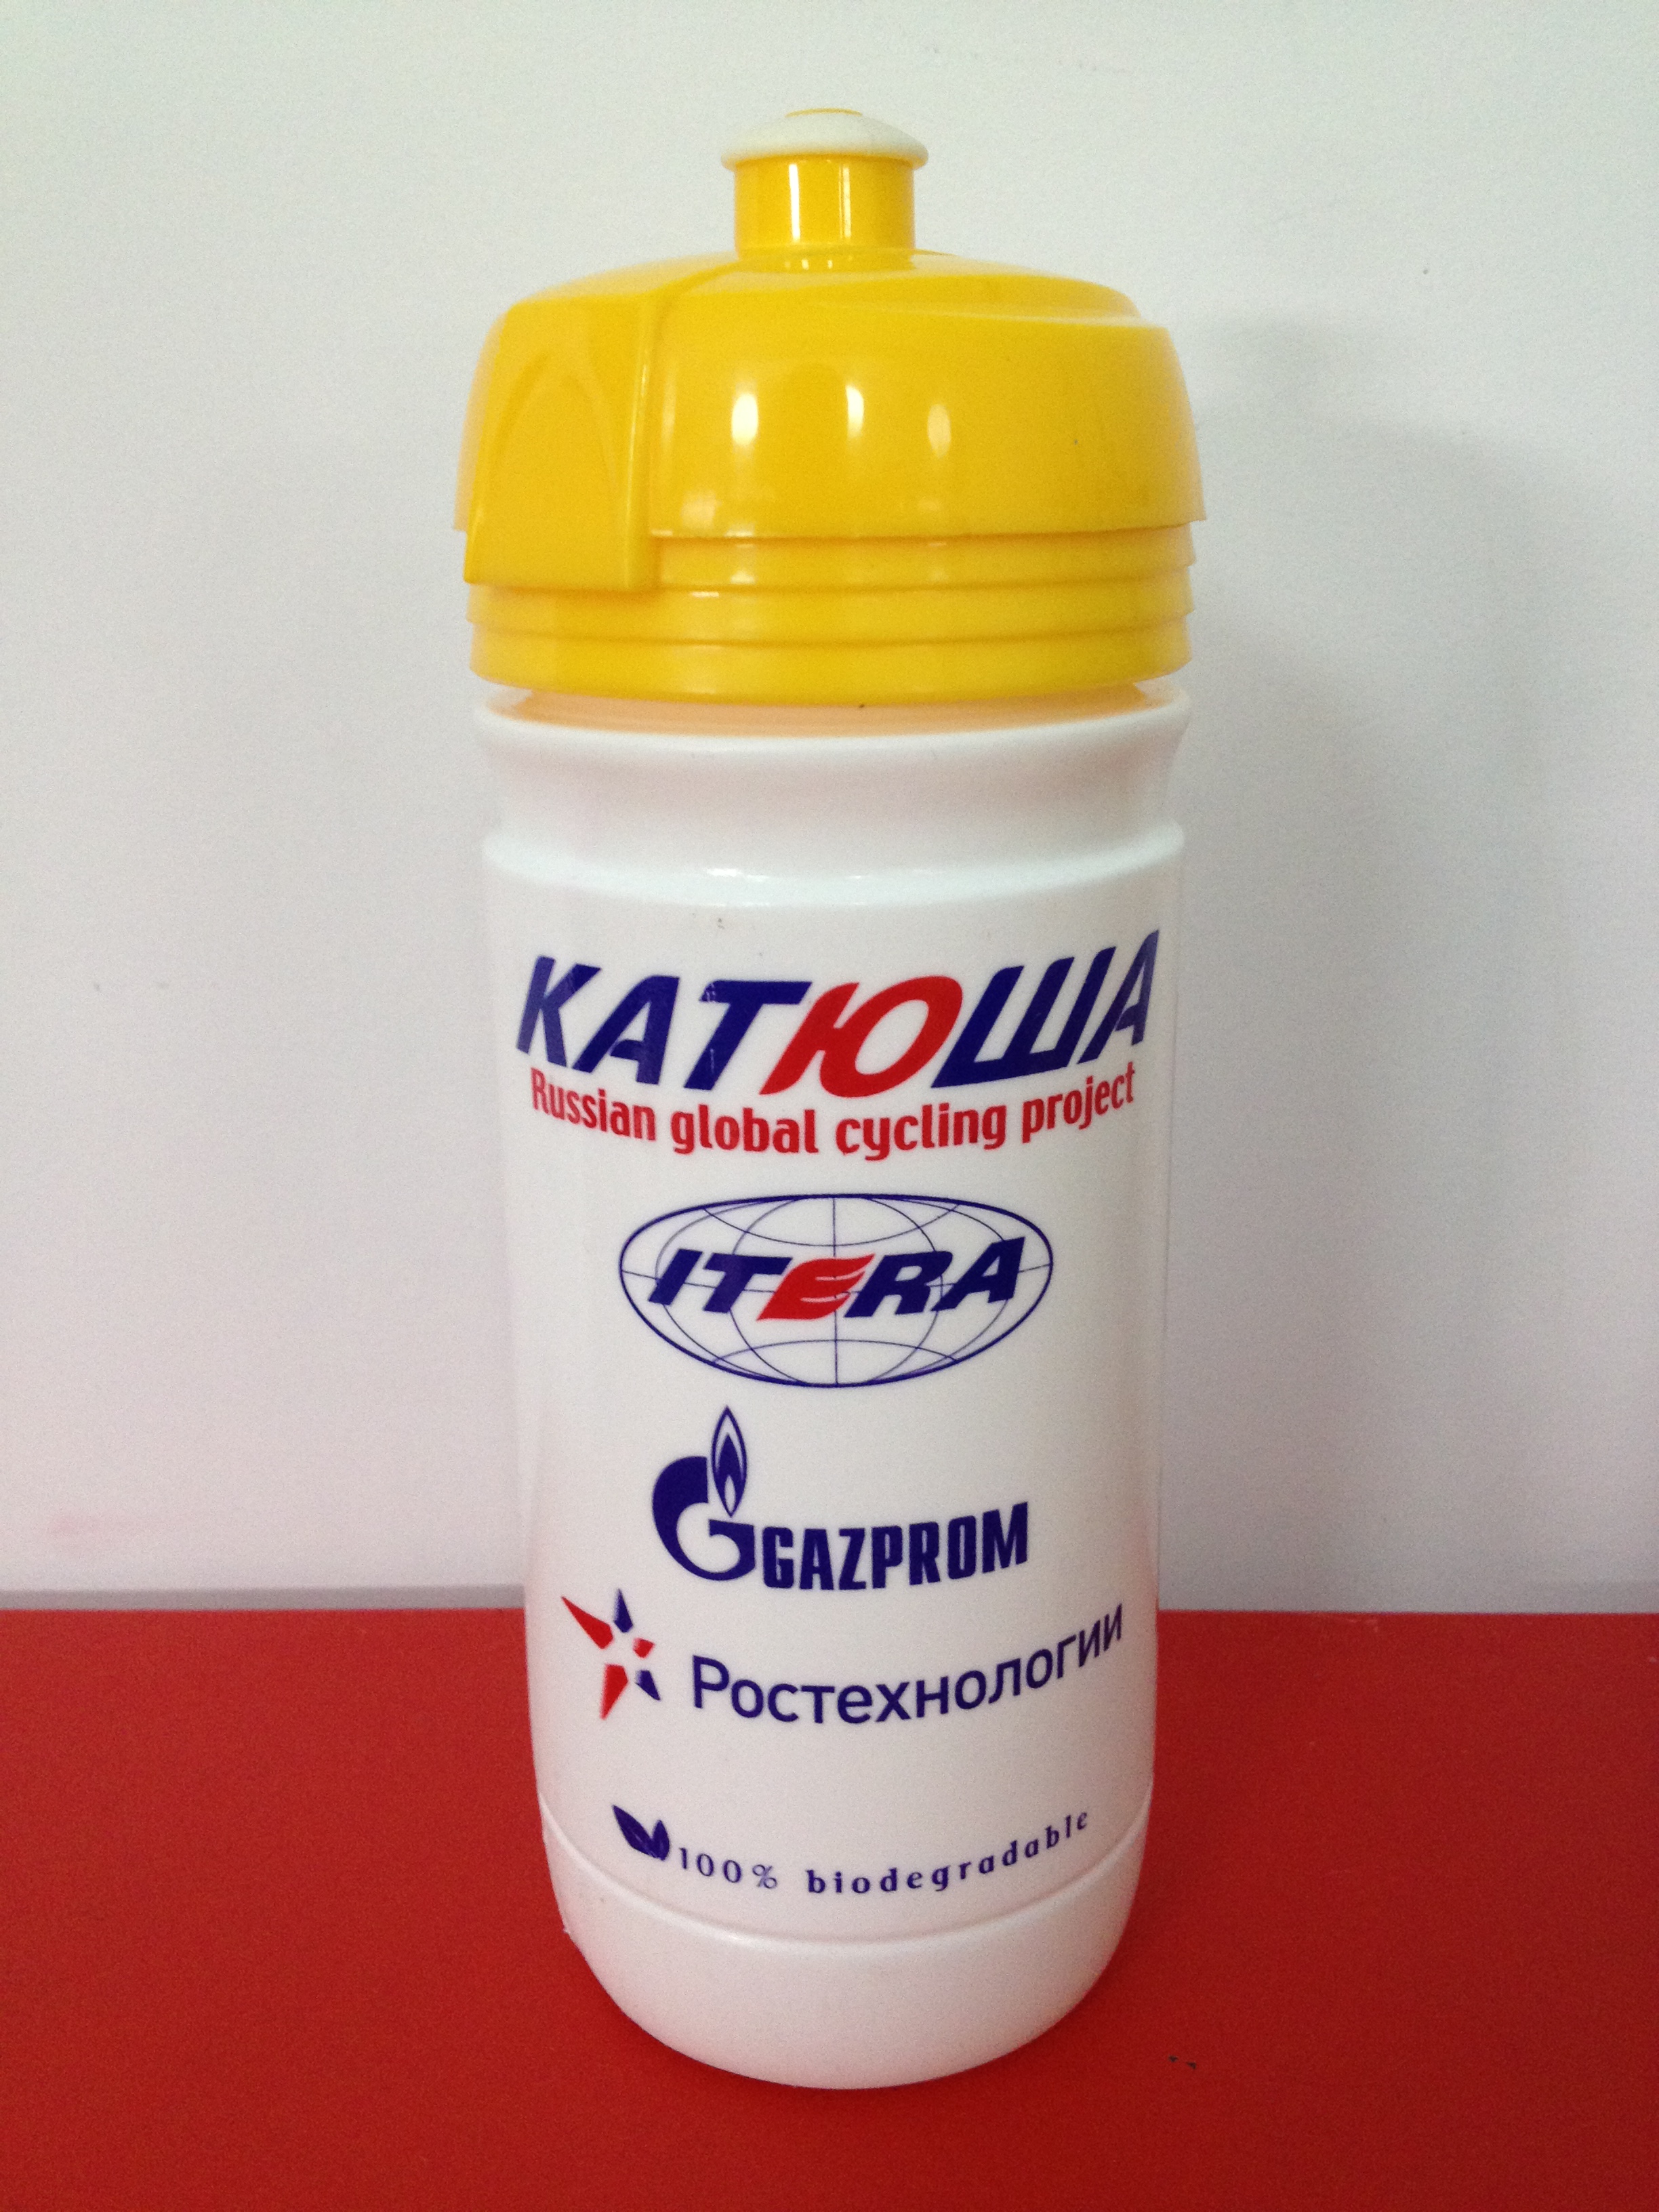 КАТЮША
Russian global cycling project
ITERA
GAZPROM
Ростехнологии
100% biodegradable